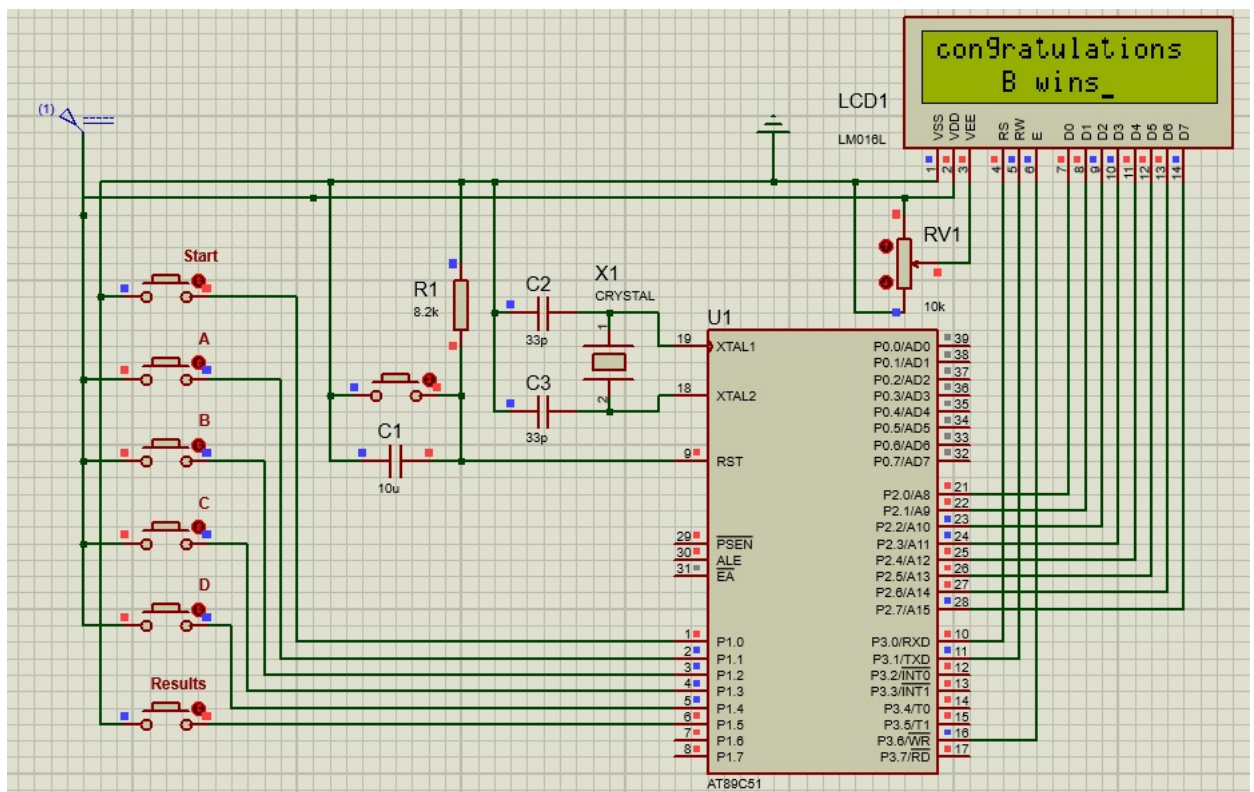 con9ratulations
B wins_
LCD1
LM016L
VSS
VDD
VEE
RS
RW
E
D0
D1
D2
D3
D4
D5
D6
D7
1
2
3
4
5
6
7
8
9
10
11
12
13
14
(1)
Start
A
B
C
D
Results
R1
8.2k
C1
10u
C2
33p
C3
33p
X1
CRYSTAL
1
2
RV1
10k
U1
19 XTAL1
18 XTAL2
9 RST
29 PSEN
30 ALE
31 EA
1 P1.0
2 P1.1
3 P1.2
4 P1.3
5 P1.4
6 P1.5
7 P1.6
8 P1.7
P0.0/AD0 39
P0.1/AD1 38
P0.2/AD2 37
P0.3/AD3 36
P0.4/AD4 35
P0.5/AD5 34
P0.6/AD6 33
P0.7/AD7 32
P2.0/A8 21
P2.1/A9 22
P2.2/A10 23
P2.3/A11 24
P2.4/A12 25
P2.5/A13 26
P2.6/A14 27
P2.7/A15 28
P3.0/RXD 10
P3.1/TXD 11
P3.2/INT0 12
P3.3/INT1 13
P3.4/T0 14
P3.5/T1 15
P3.6/WR 16
P3.7/RD 17
AT89C51